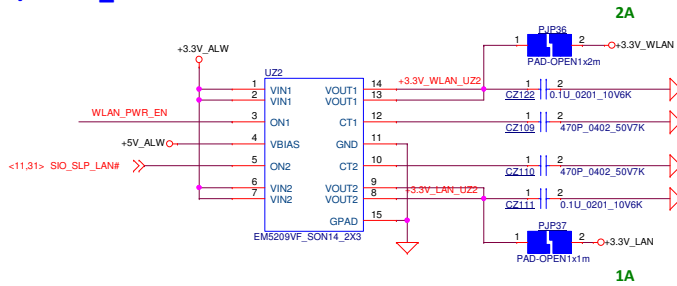 2A
PJP36
1 2
+3.3V_WLAN
PAD-OPEN1x2m
+3.3V_ALW
UZ2
1 VIN1 VOUT1 14 +3.3V_WLAN_UZ2
2 VIN1 VOUT1 13
1 2
CZ122 0.1U_0201_10V6K
WLAN_PWR_EN 3 ON1 CT1 12
1 2
CZ109 470P_0402_50V7K
+5V_ALW 4 VBIAS GND 11
<11,31> SIO_SLP_LAN# 5 ON2 CT2 10
1 2
CZ110 470P_0402_50V7K
6 VIN2 VOUT2 9
7 VIN2 VOUT2 8 +3.3V_LAN_UZ2
1 2
CZ111 0.1U_0201_10V6K
GPAD 15
EM5209VF_SON14_2X3
PJP37
1 2
+3.3V_LAN
PAD-OPEN1x1m
1A